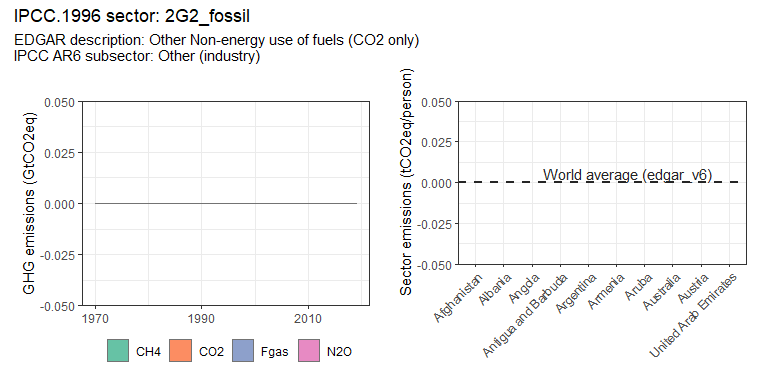 IPCC.1996 sector: 2G2_fossil
EDGAR description: Other Non-energy use of fuels (CO2 only)
IPCC AR6 subsector: Other (industry)
GHG emissions (GtCO2eq)
0.050
0.025
0.000
-0.025
-0.050
1970
1990
2010
CH4
CO2
Fgas
N2O
Sector emissions (tCO2eq/person)
0.050
0.025
0.000
-0.025
-0.050
World average (edgar_v6)
Afghanistan
Albania
Angola
Antigua and Barbuda
Argentina
Armenia
Aruba
Australia
Austria
United Arab Emirates